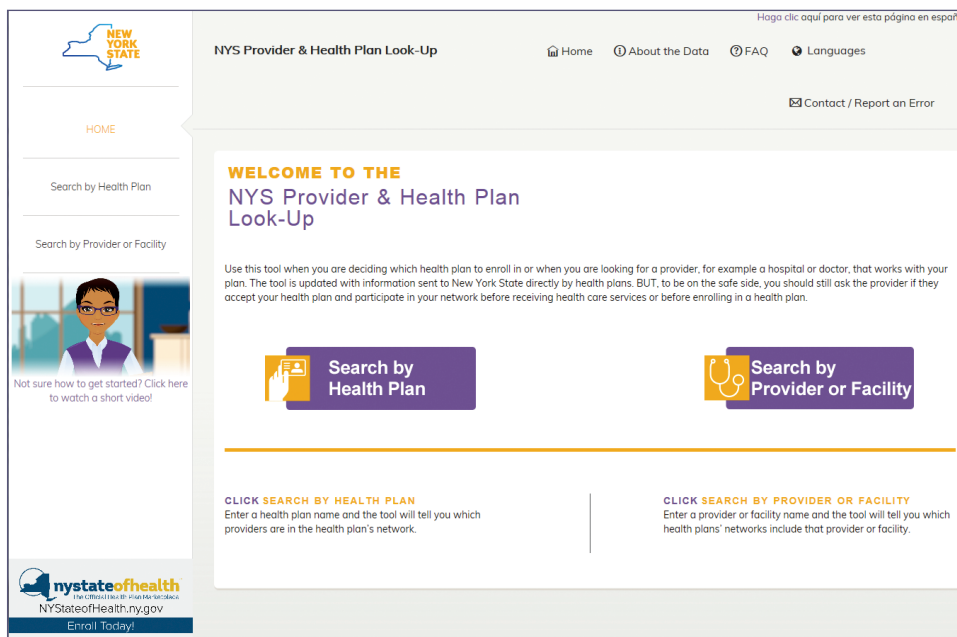 Haga clic aquí para ver esta página en españ
NEW
YORK
STATE
NYS Provider & Health Plan Look-Up
Home
About the Data
FAQ
Languages
Contact / Report an Error
HOME
Search by Health Plan
Search by Provider or Facility
Not sure how to get started? Click here
to watch a short video!
nystateofhealth
The Official Health Plan Marketplace
NYStateofHealth.ny.gov
Enroll Today!
WELCOME TO THE
NYS Provider & Health Plan
Look-Up
Use this tool when you are deciding which health plan to enroll in or when you are looking for a provider, for example a hospital or doctor, that works with your
plan. The tool is updated with information sent to New York State directly by health plans. BUT, to be on the safe side, you should still ask the provider if they
accept your health plan and participate in your network before receiving health care services or before enrolling in a health plan.
Search by
Health Plan
Search by
Provider or Facility
CLICK SEARCH BY HEALTH PLAN
Enter a health plan name and the tool will tell you which
providers are in the health plan's network.
CLICK SEARCH BY PROVIDER OR FACILITY
Enter a provider or facility name and the tool will tell you which
health plans' networks include that provider or facility.